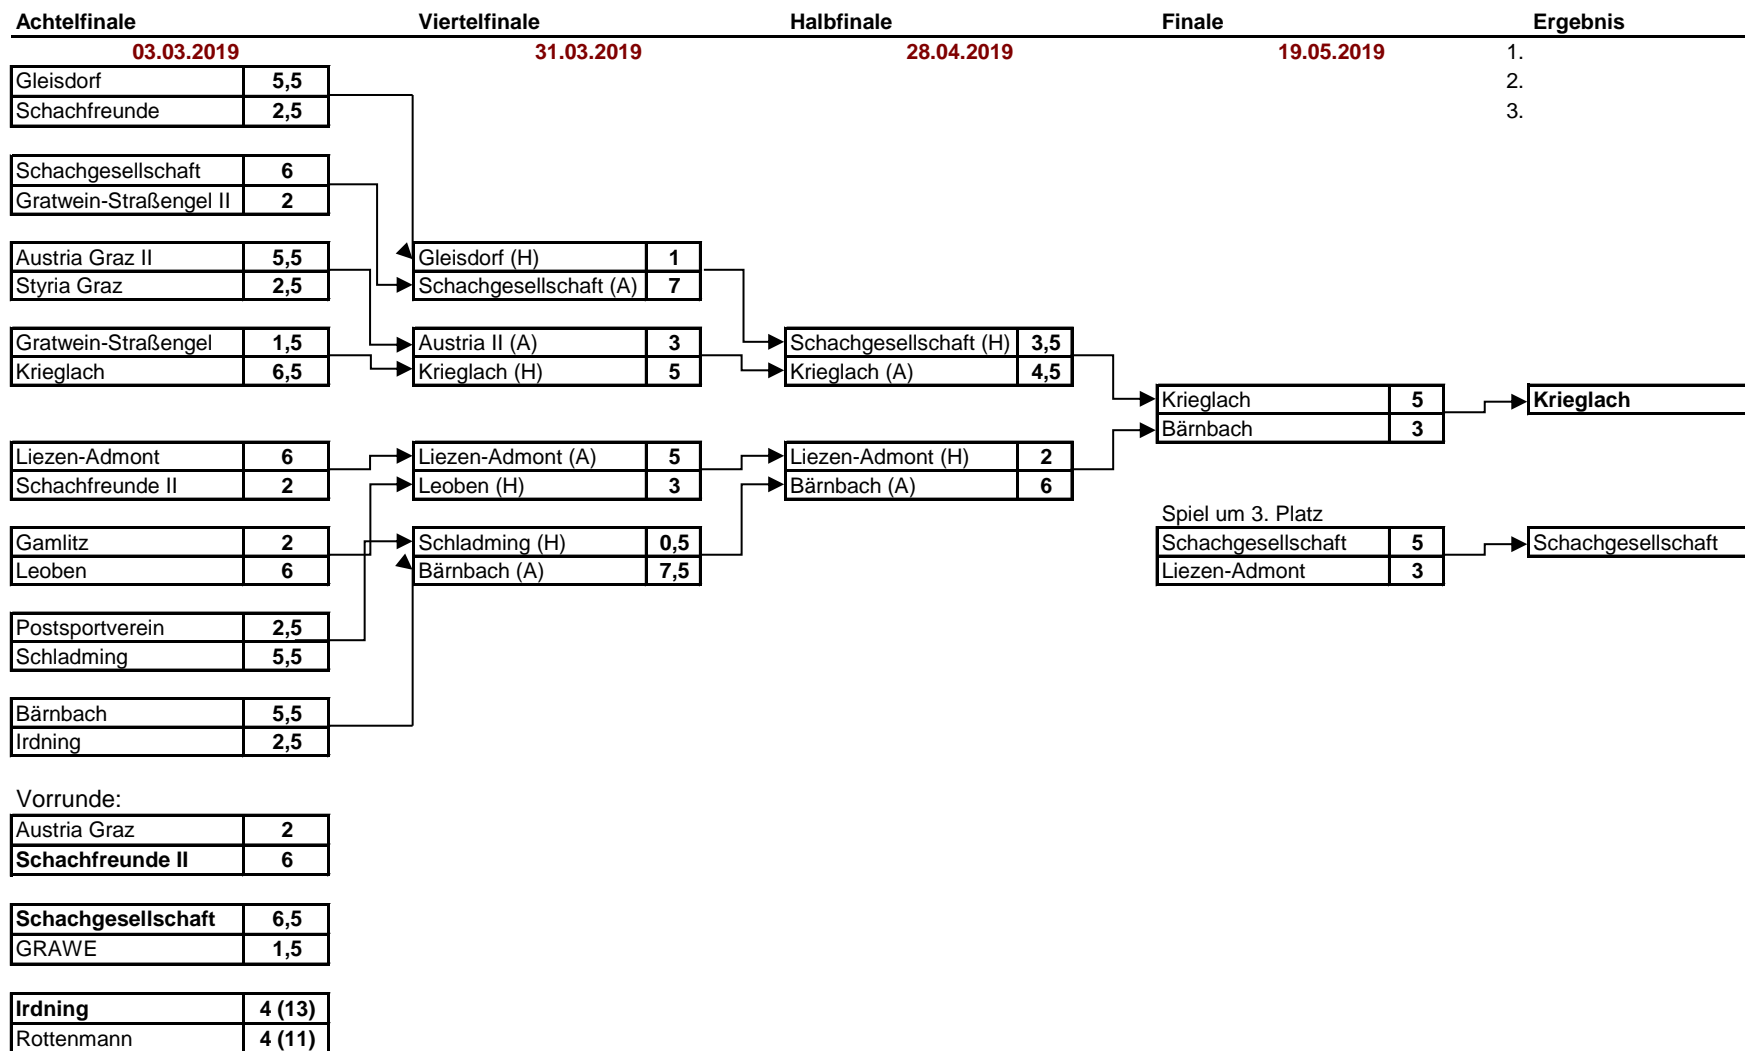 Achtelfinale Viertelfinale Halbfinale Finale Ergebnis
03.03.2019 31.03.2019 28.04.2019 19.05.2019 1.
Gleisdorf 5,5 2.
Schachfreunde 2,5 3.
Schachgesellschaft 6
Gratwein-Straßengel II 2
Austria Graz II 5,5 Gleisdorf (H) 1
Styria Graz 2,5 Schachgesellschaft (A) 7
Gratwein-Straßengel 1,5 Austria II (A) 3 Schachgesellschaft (H) 3,5
Krieglach 6,5 Krieglach (H) 5 Krieglach (A) 4,5
Krieglach 5 Krieglach
Bärnbach 3
Liezen-Admont 6 Liezen-Admont (A) 5 Liezen-Admont (H) 2
Schachfreunde II 2 Leoben (H) 3 Bärnbach (A) 6
Spiel um 3. Platz
Gamlitz 2 Schladming (H) 0,5 Schachgesellschaft 5 Schachgesellschaft
Leoben 6 Bärnbach (A) 7,5 Liezen-Admont 3
Postsportverein 2,5
Schladming 5,5
Bärnbach 5,5
Irdning 2,5
Vorrunde:
Austria Graz 2
Schachfreunde II 6
Schachgesellschaft 6,5
GRAWE 1,5
Irdning 4 (13)
Rottenmann 4 (11)